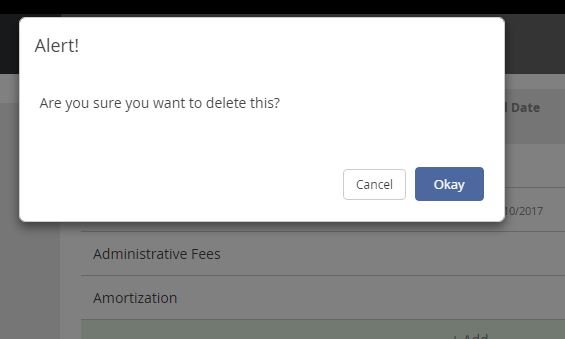 Alert!
Are you sure you want to delete this?
Cancel
Okay
Date
10/2017
Administrative Fees
Amortization
+ Add